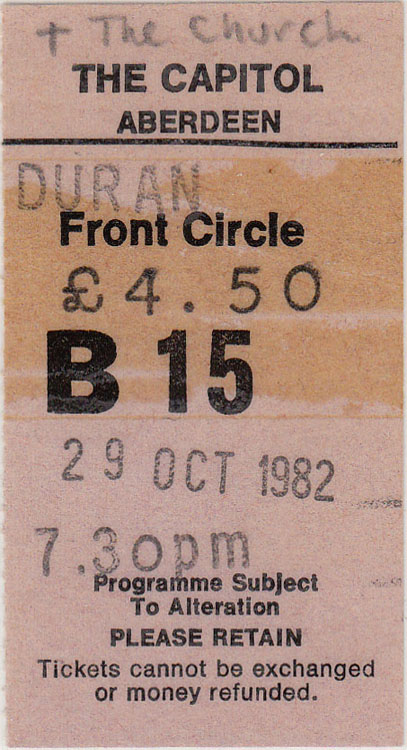 + The Church
THE CAPITOL
ABERDEEN
DURAN
Front Circle
£4.50
B 15
29 OCT 1982
7.30pm
Programme Subject
To Alteration
PLEASE RETAIN
Tickets cannot be exchanged
or money refunded.